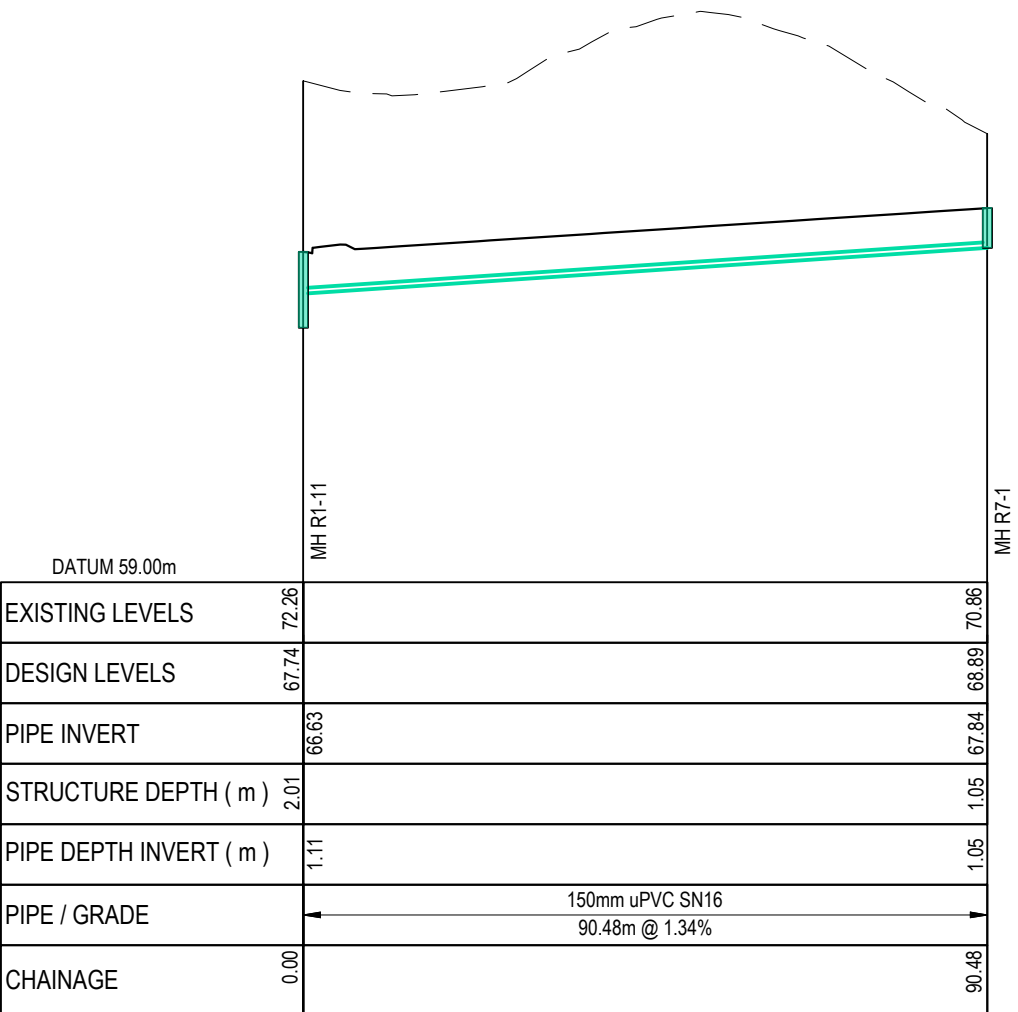 MH R1-11
MH R7-1
DATUM 59.00m
EXISTING LEVELS 72.26 70.86
DESIGN LEVELS 67.74 68.89
PIPE INVERT 66.63 67.84
STRUCTURE DEPTH ( m ) 2.01 1.05
PIPE DEPTH INVERT ( m ) 1.11 1.05
PIPE / GRADE
150mm uPVC SN16
90.48m @ 1.34%
CHAINAGE 0.00 90.48